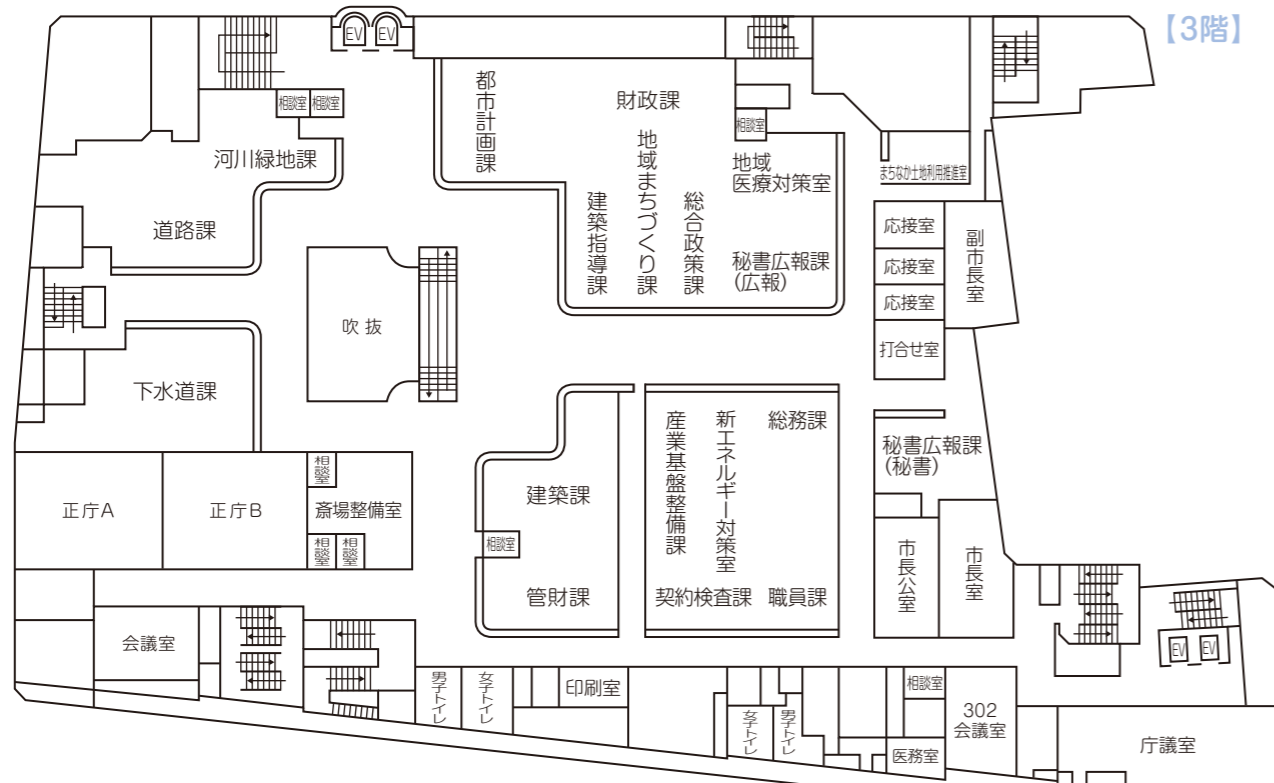 【3階】
EV
EV
相談室
相談室
都市計画課
財政課
相談室
河川緑地課
地域まちづくり課
地域
医療対策室
まちなか土地利用推進室
道路課
建築指導課
総合政策課
秘書広報課
(広報)
応接室
応接室
応接室
副市長室
吹抜
打合せ室
下水道課
産業基盤整備課
新エネルギー対策室
総務課
秘書広報課
(秘書)
正庁A
正庁B
相談室
斎場整備室
相談室
相談室
建築課
相談室
管財課
契約検査課
職員課
市長公室
市長室
会議室
EV
EV
男子トイレ
女子トイレ
印刷室
女子トイレ
男子トイレ
相談室
302
会議室
医務室
庁議室